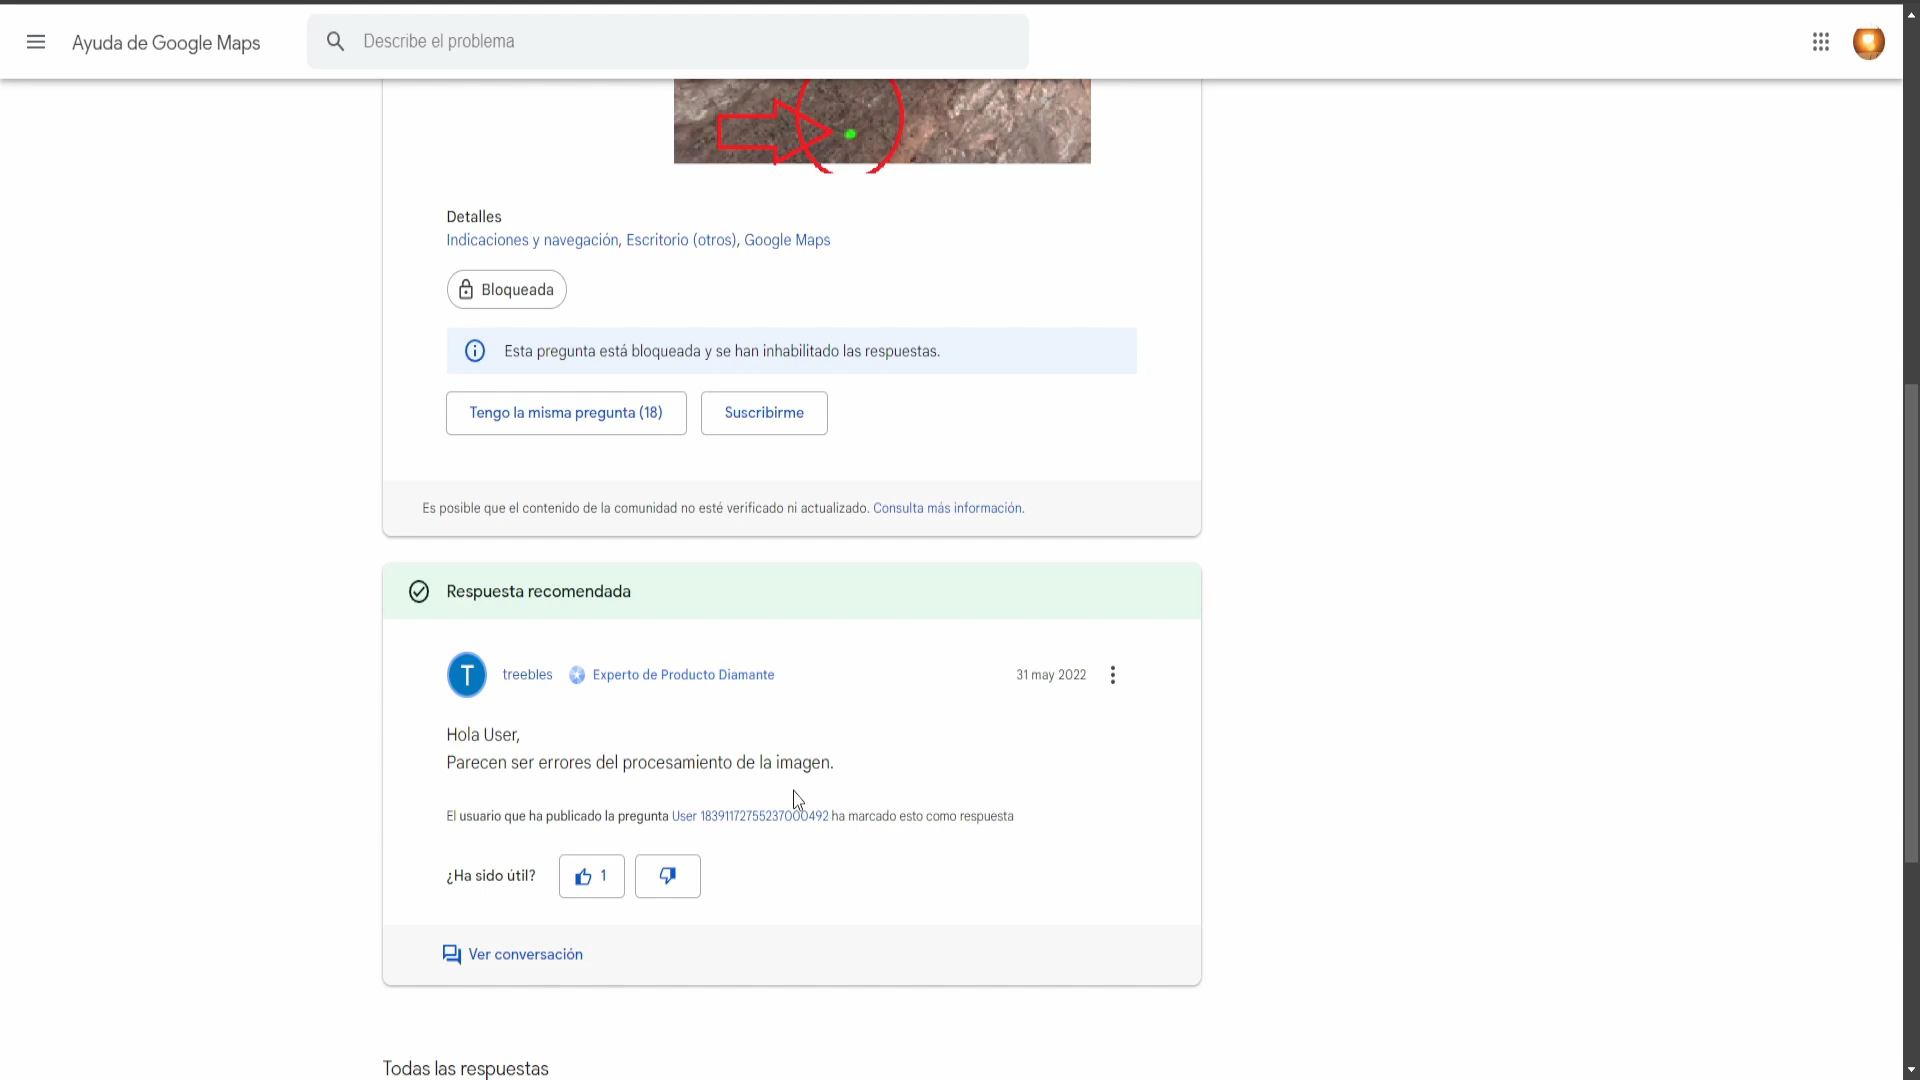 Ayuda de Google Maps
Describe el problema
Detalles
Indicaciones y navegación, Escritorio (otros), Google Maps
Bloqueada
Esta pregunta está bloqueada y se han inhabilitado las respuestas.
Tengo la misma pregunta (18)
Suscribirme
Es posible que el contenido de la comunidad no esté verificado ni actualizado. Consulta más información.
Respuesta recomendada
T
treebles
Experto de Producto Diamante
31 may 2022
Hola User,
Parecen ser errores del procesamiento de la imagen.
El usuario que ha publicado la pregunta User 18391172755237000492 ha marcado esto como respuesta
¿Ha sido útil?
1
Ver conversación
Todas las respuestas